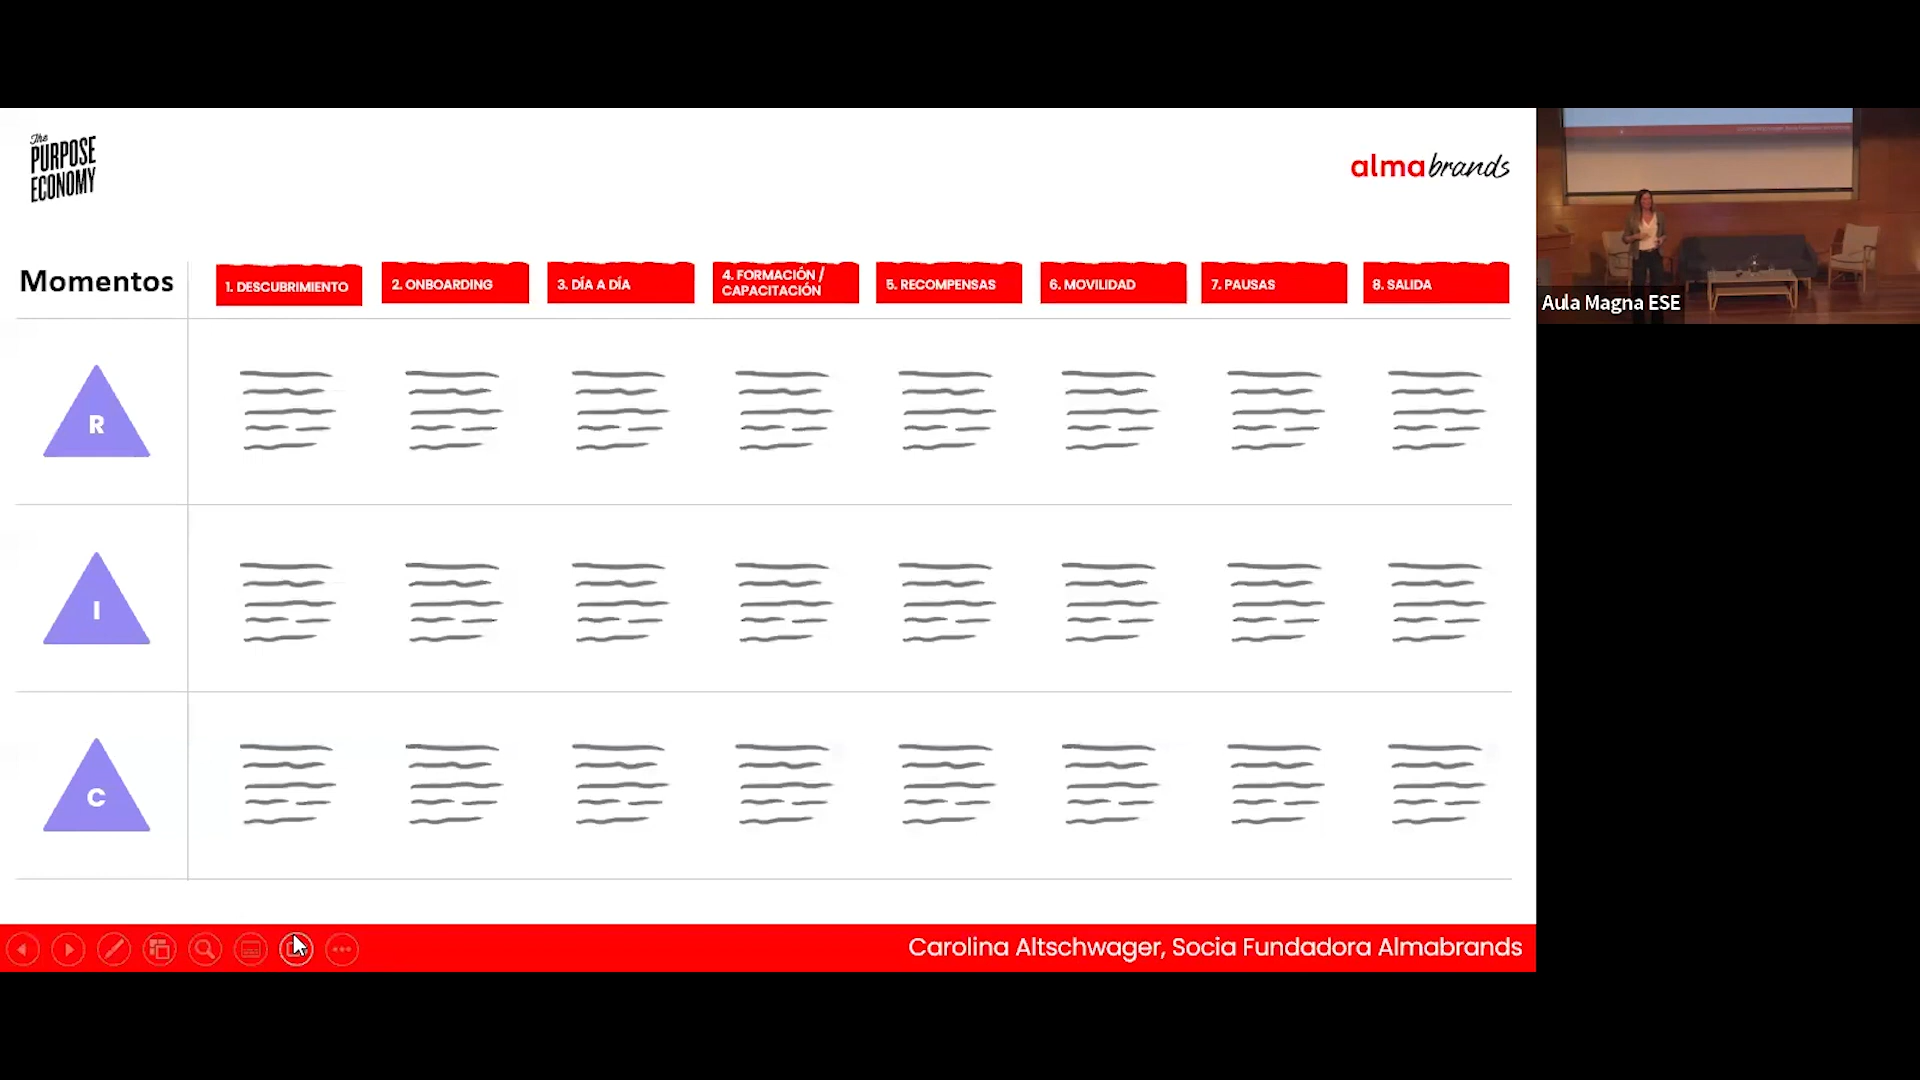 The
PURPOSE
ECONOMY
almabrands
Momentos
1. DESCUBRIMIENTO
2. ONBOARDING
3. DÍA A DÍA
4. FORMACIÓN /
CAPACITACIÓN
5. RECOMPENSAS
6. MOVILIDAD
7. PAUSAS
8. SALIDA
R
I
C
Aula Magna ESE
Carolina Altschwager, Socia Fundadora Almabrands